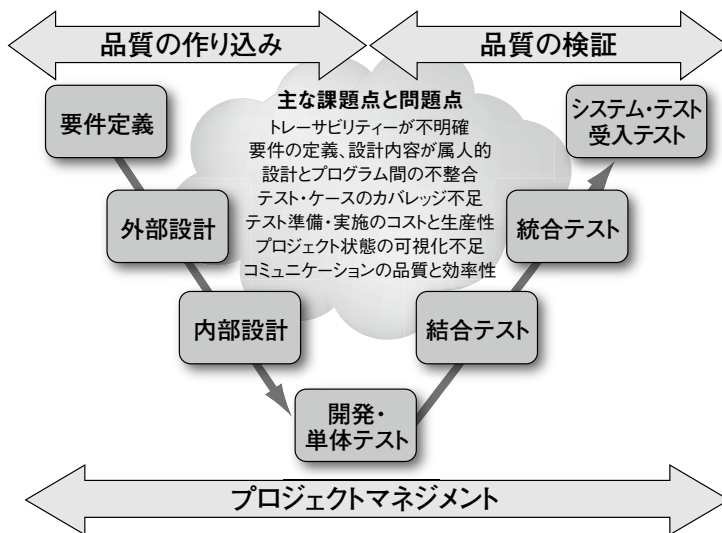 品質の作り込み
品質の検証
主な課題点と問題点
トレーサビリティーが不明確
要件の定義、設計内容が属人的
設計とプログラム間の不整合
テスト・ケースのカバレッジ不足
テスト準備・実施のコストと生産性
プロジェクト状態の可視化不足
コミュニケーションの品質と効率性
要件定義
外部設計
内部設計
開発・
単体テスト
結合テスト
統合テスト
システム・テスト
受入テスト
プロジェクトマネジメント